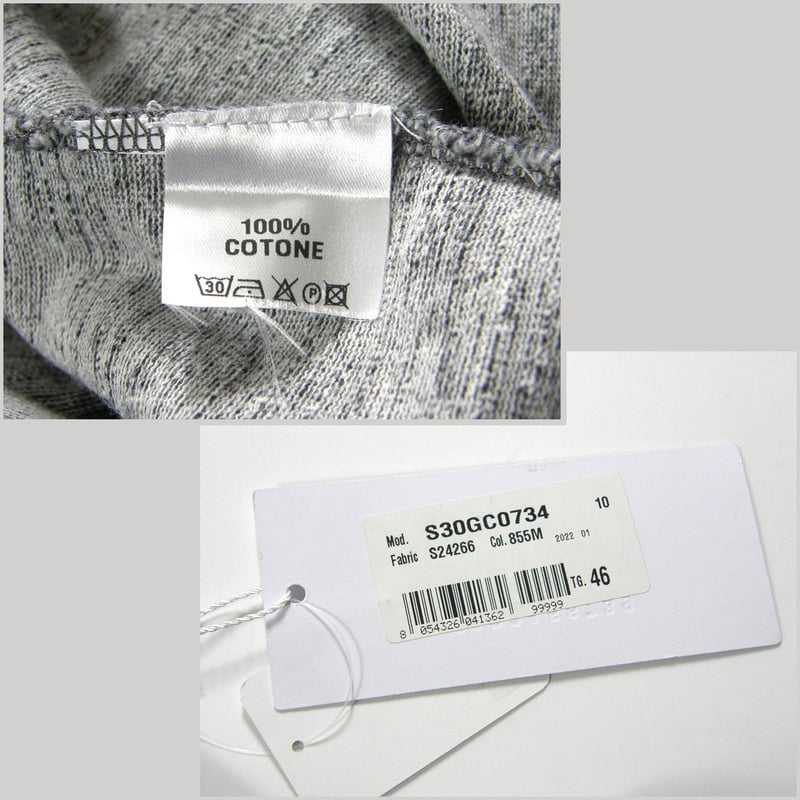 100%
COTONE
30 P
Mod. S30GC0734 10
Fabric S24266 Col. 855M 2022 01
TG. 46
8 054326 041362 99999